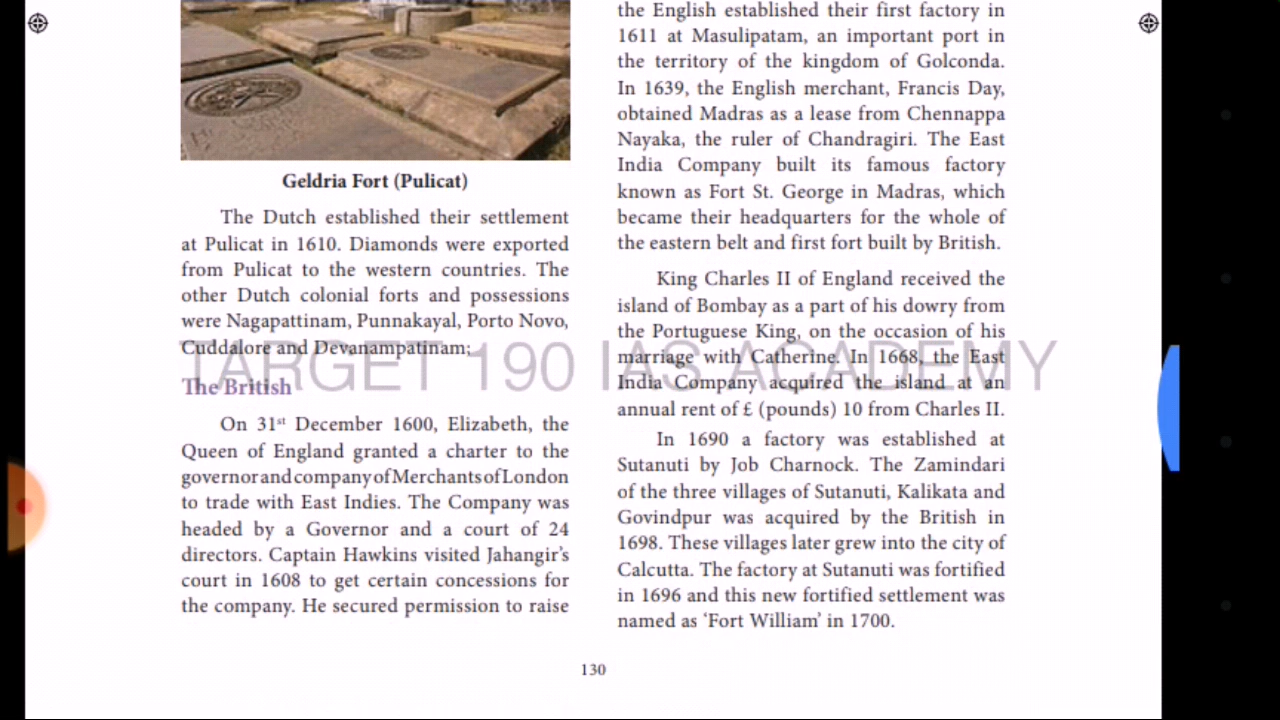 Geldria Fort (Pulicat)
The Dutch established their settlement
at Pulicat in 1610. Diamonds were exported
from Pulicat to the western countries. The
other Dutch colonial forts and possessions
were Nagapattinam, Punnakayal, Porto Novo,
Cuddalore and Devanampatinam;
The British
On 31st December 1600, Elizabeth, the
Queen of England granted a charter to the
governor and company of Merchants of London
to trade with East Indies. The Company was
headed by a Governor and a court of 24
directors. Captain Hawkins visited Jahangir's
court in 1608 to get certain concessions for
the company. He secured permission to raise
the English established their first factory in
1611 at Masulipatam, an important port in
the territory of the kingdom of Golconda.
In 1639, the English merchant, Francis Day,
obtained Madras as a lease from Chennappa
Nayaka, the ruler of Chandragiri. The East
India Company built its famous factory
known as Fort St. George in Madras, which
became their headquarters for the whole of
the eastern belt and first fort built by British.
King Charles II of England received the
island of Bombay as a part of his dowry from
the Portuguese King, on the occasion of his
marriage with Catherine. In 1668, the East
India Company acquired the island at an
annual rent of £ (pounds) 10 from Charles II.
In 1690 a factory was established at
Sutanuti by Job Charnock. The Zamindari
of the three villages of Sutanuti, Kalikata and
Govindpur was acquired by the British in
1698. These villages later grew into the city of
Calcutta. The factory at Sutanuti was fortified
in 1696 and this new fortified settlement was
named as 'Fort William' in 1700.
TARGET 190 IAS ACADEMY
130